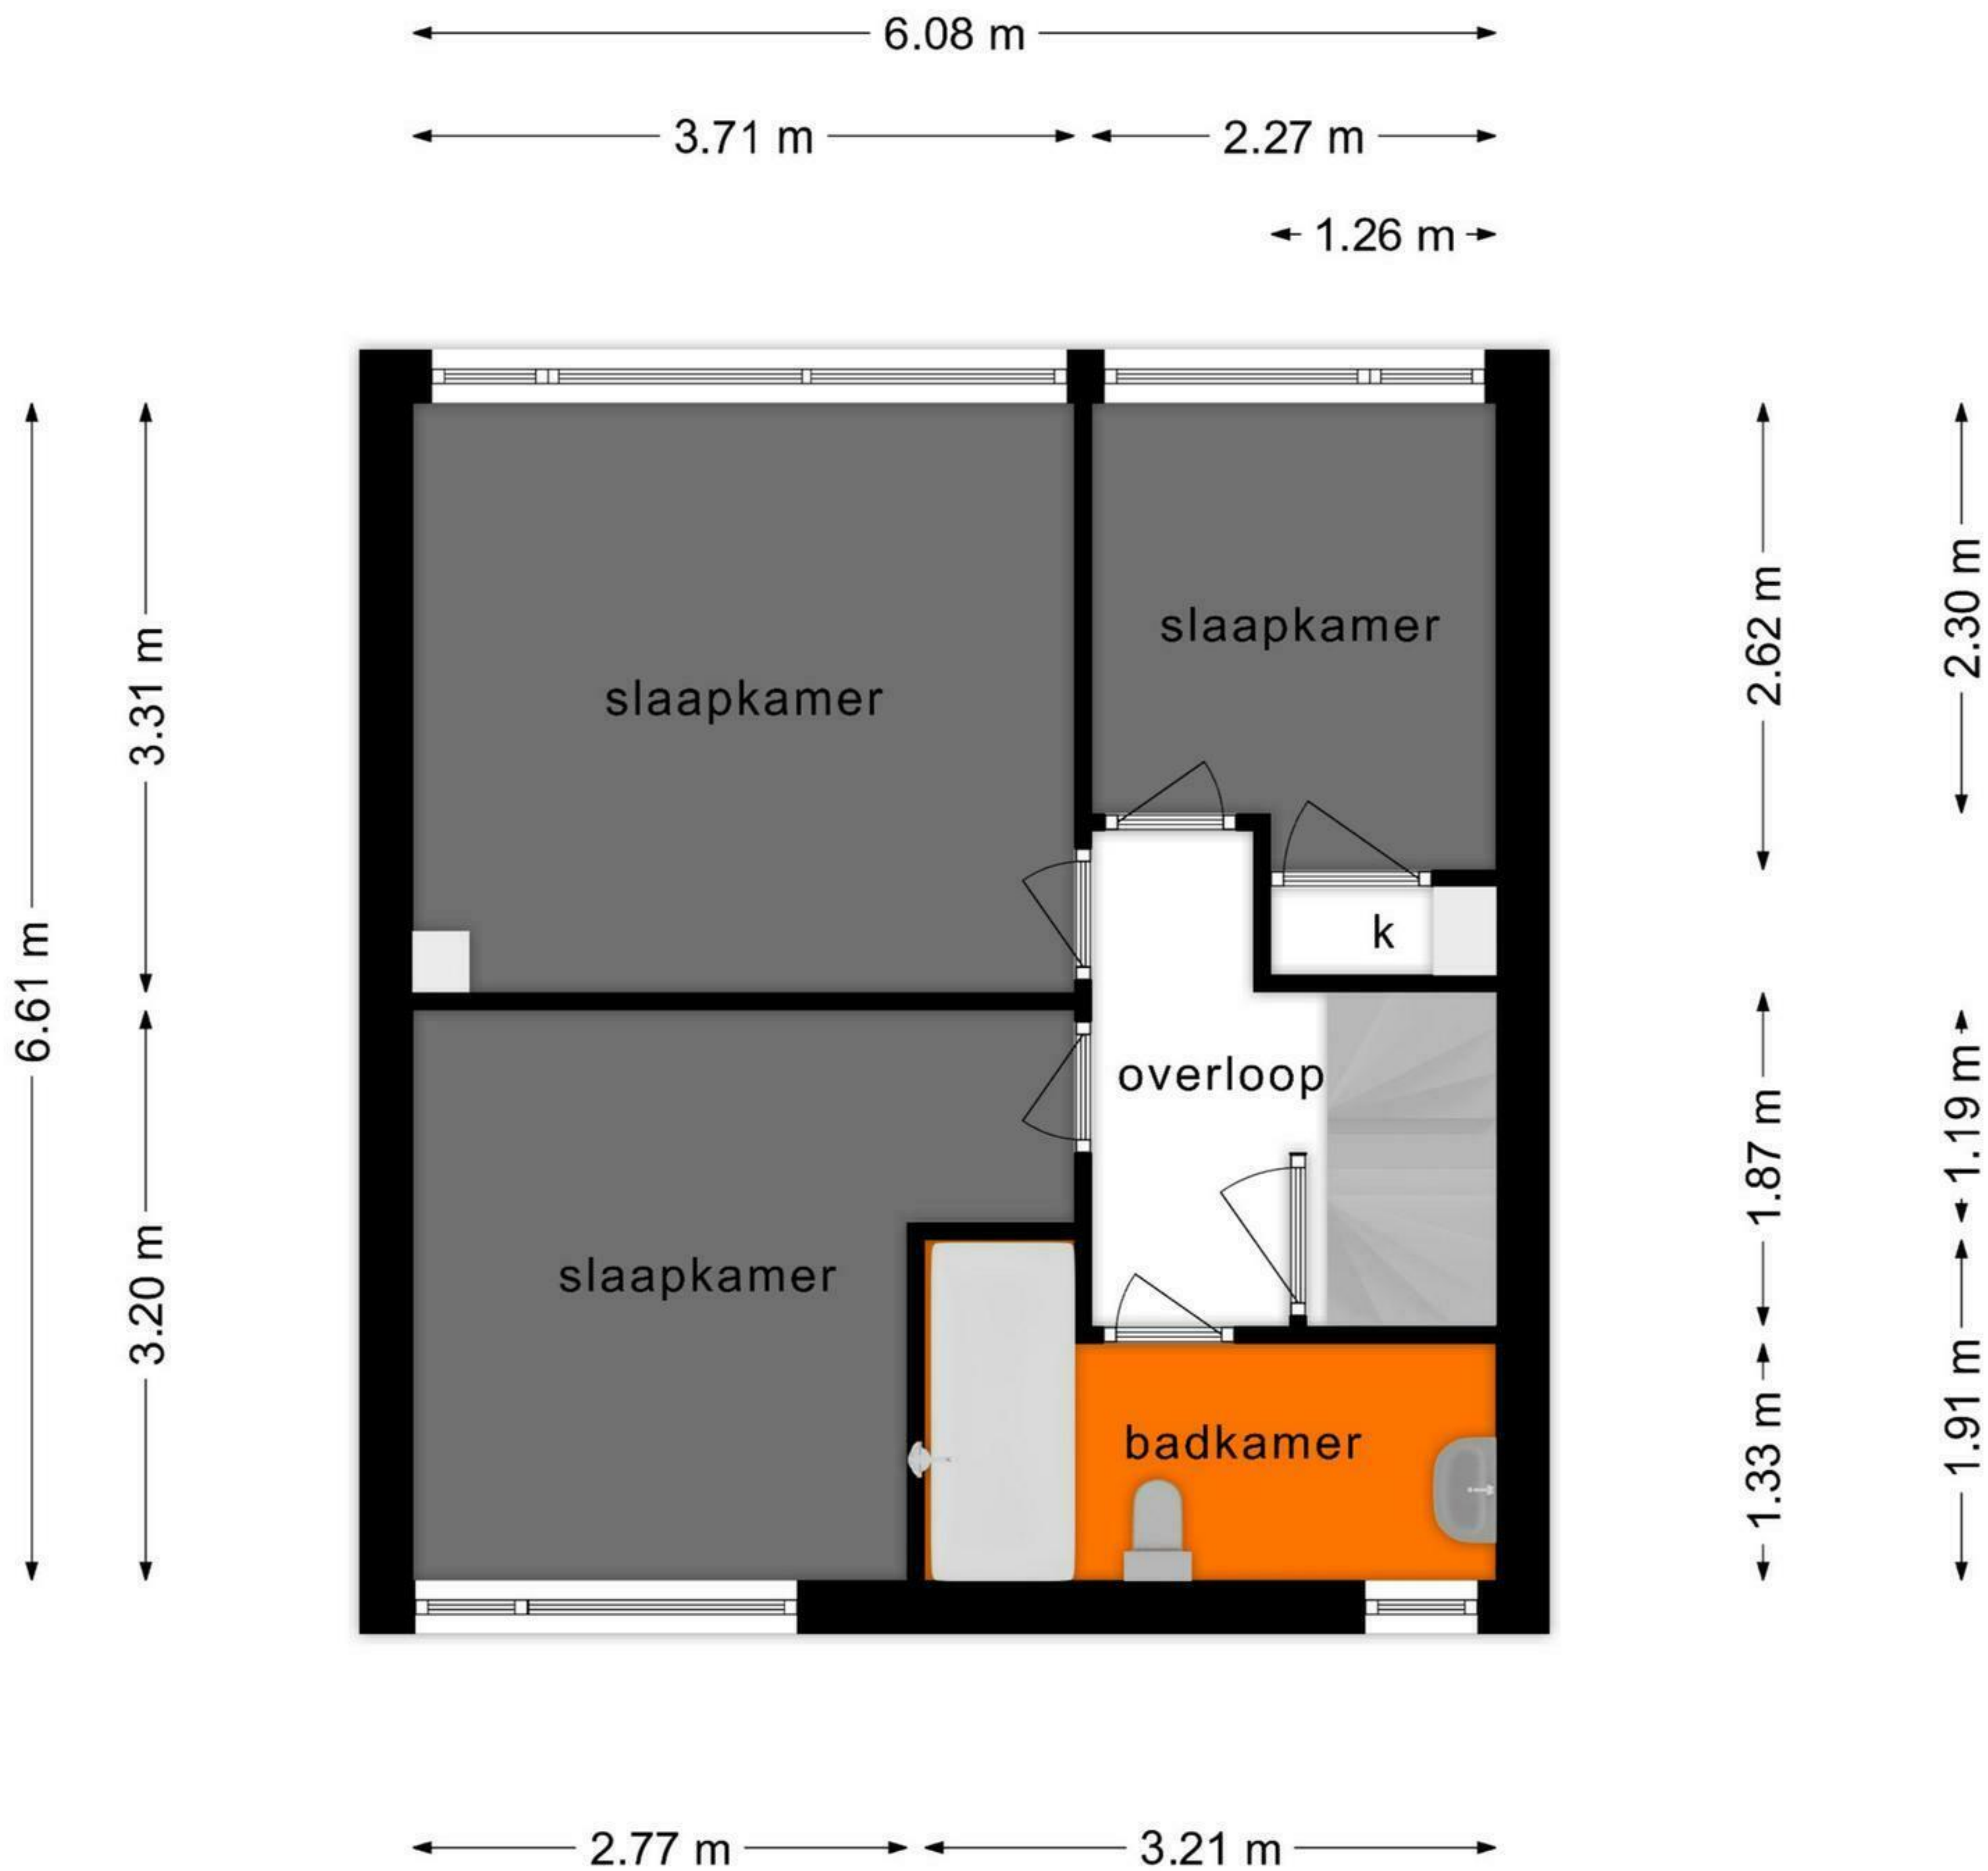 6.08 m
3.71 m
2.27 m
1.26 m
slaapkamer
slaapkamer
k
overloop
slaapkamer
badkamer
6.61 m
3.31 m
3.20 m
2.62 m
1.87 m
1.33 m
2.30 m
1.19 m
1.91 m
2.77 m
3.21 m